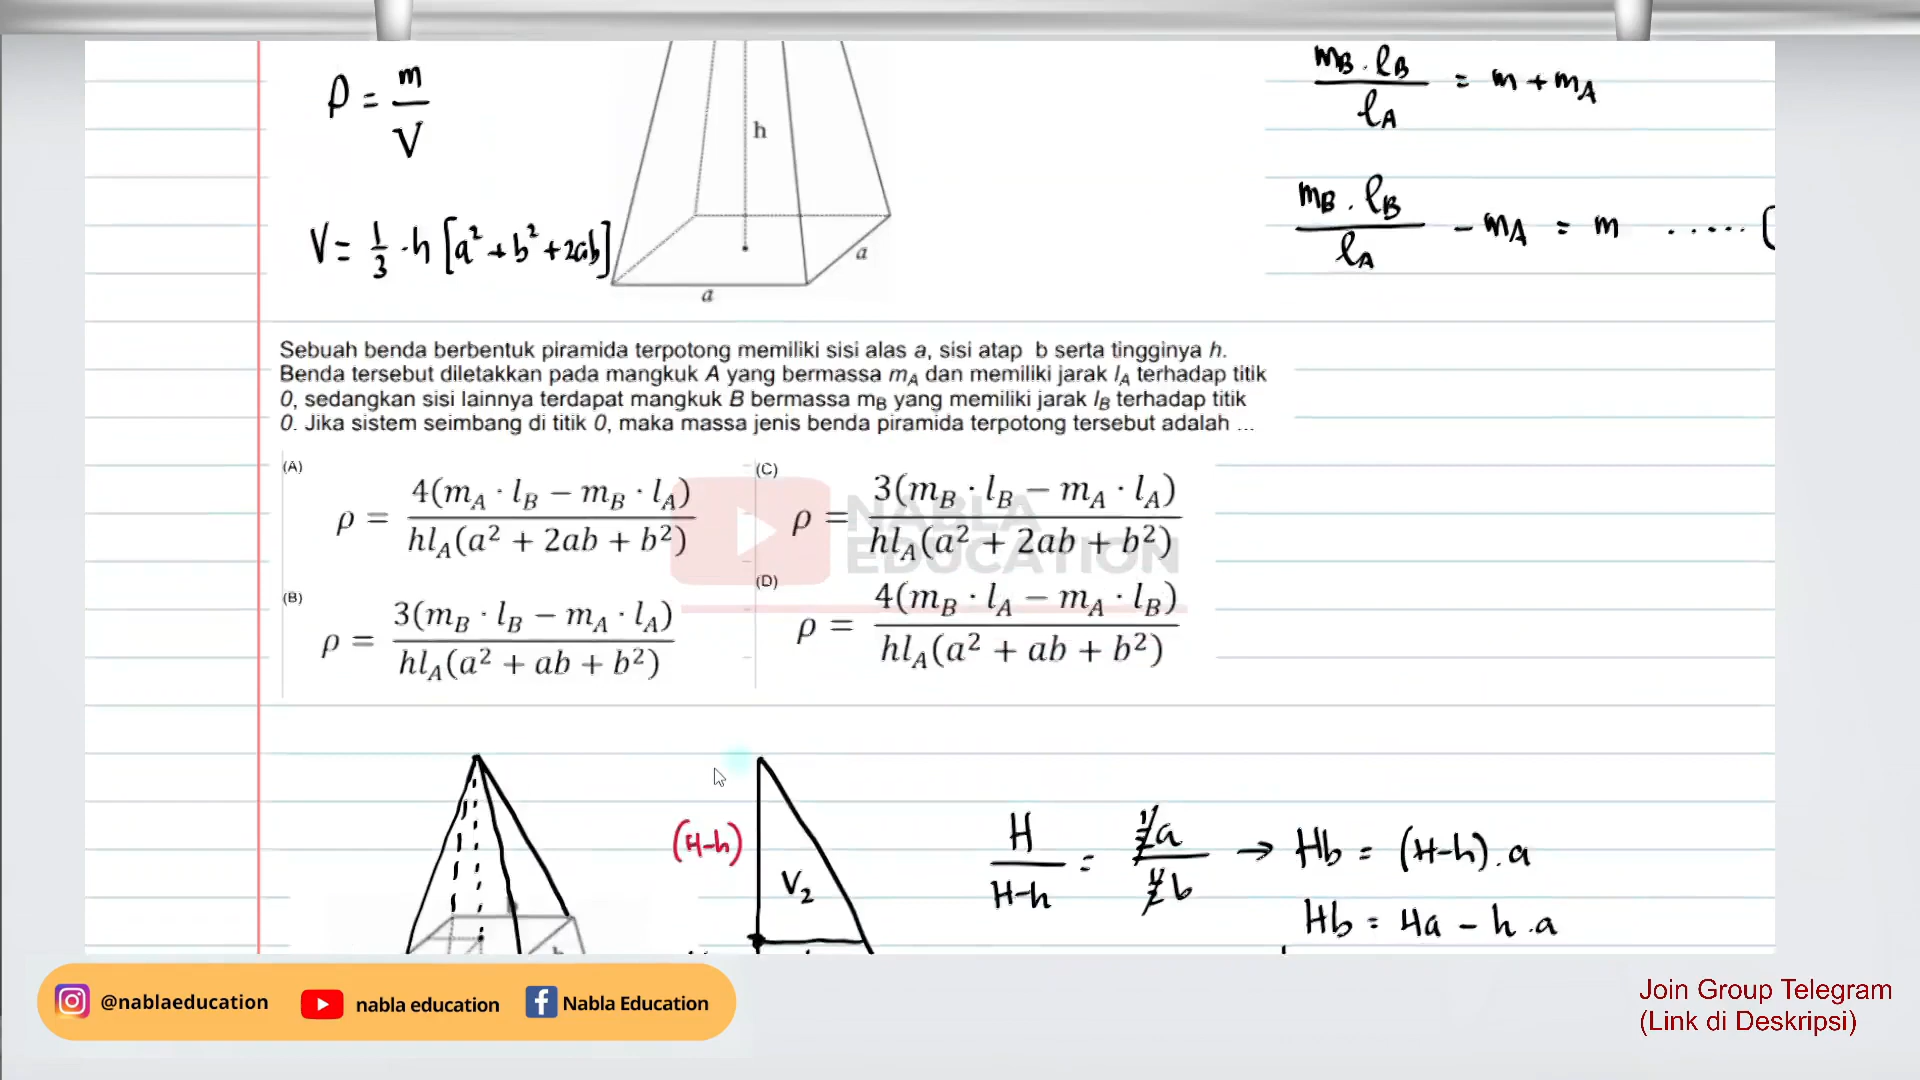 ρ = m/V
h
a
a
V = 1/3 · h [a² + b² + 2ab]
mB · lB / lA = m + mA
mB · lB / lA - mA = m ..... (
Sebuah benda berbentuk piramida terpotong memiliki sisi alas a, sisi atap b serta tingginya h.
Benda tersebut diletakkan pada mangkuk A yang bermassa mA dan memiliki jarak lA terhadap titik
0, sedangkan sisi lainnya terdapat mangkuk B bermassa mB yang memiliki jarak lB terhadap titik
0. Jika sistem seimbang di titik 0, maka massa jenis benda piramida terpotong tersebut adalah ...
(A) ρ = 4(mA · lB − mB · lA) / hlA(a² + 2ab + b²)
(B) ρ = 3(mB · lB − mA · lA) / hlA(a² + ab + b²)
(C) ρ = 3(mB · lB − mA · lA) / hlA(a² + 2ab + b²)
(D) ρ = 4(mB · lA − mA · lB) / hlA(a² + ab + b²)
NABLA
EDUCATION
(H-h)
V2
H / H-h = ½a / ½b → Hb = (H-h).a
Hb = Ha - h.a
@nablaeducation
nabla education
Nabla Education
Join Group Telegram
(Link di Deskripsi)